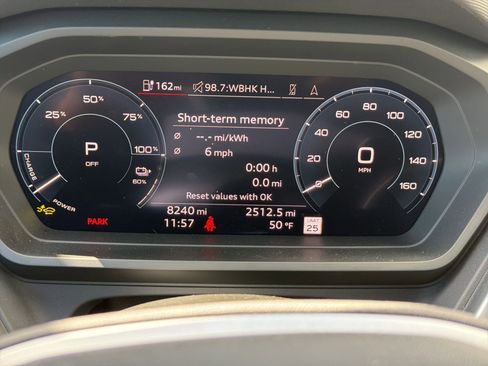 162mi
98.7:WBHK H...
50%
25%
75%
P
OFF
100%
60%
CHARGE
POWER
PARK
Short-term memory
Ø --.- mi/kWh
Ø 6 mph
0:00 h
0.0 mi
Reset values with OK
8240 mi
2512.5 mi
11:57
50 °F
80
60
100
40
120
20
140
0
160
0
MPH
LIMIT
25